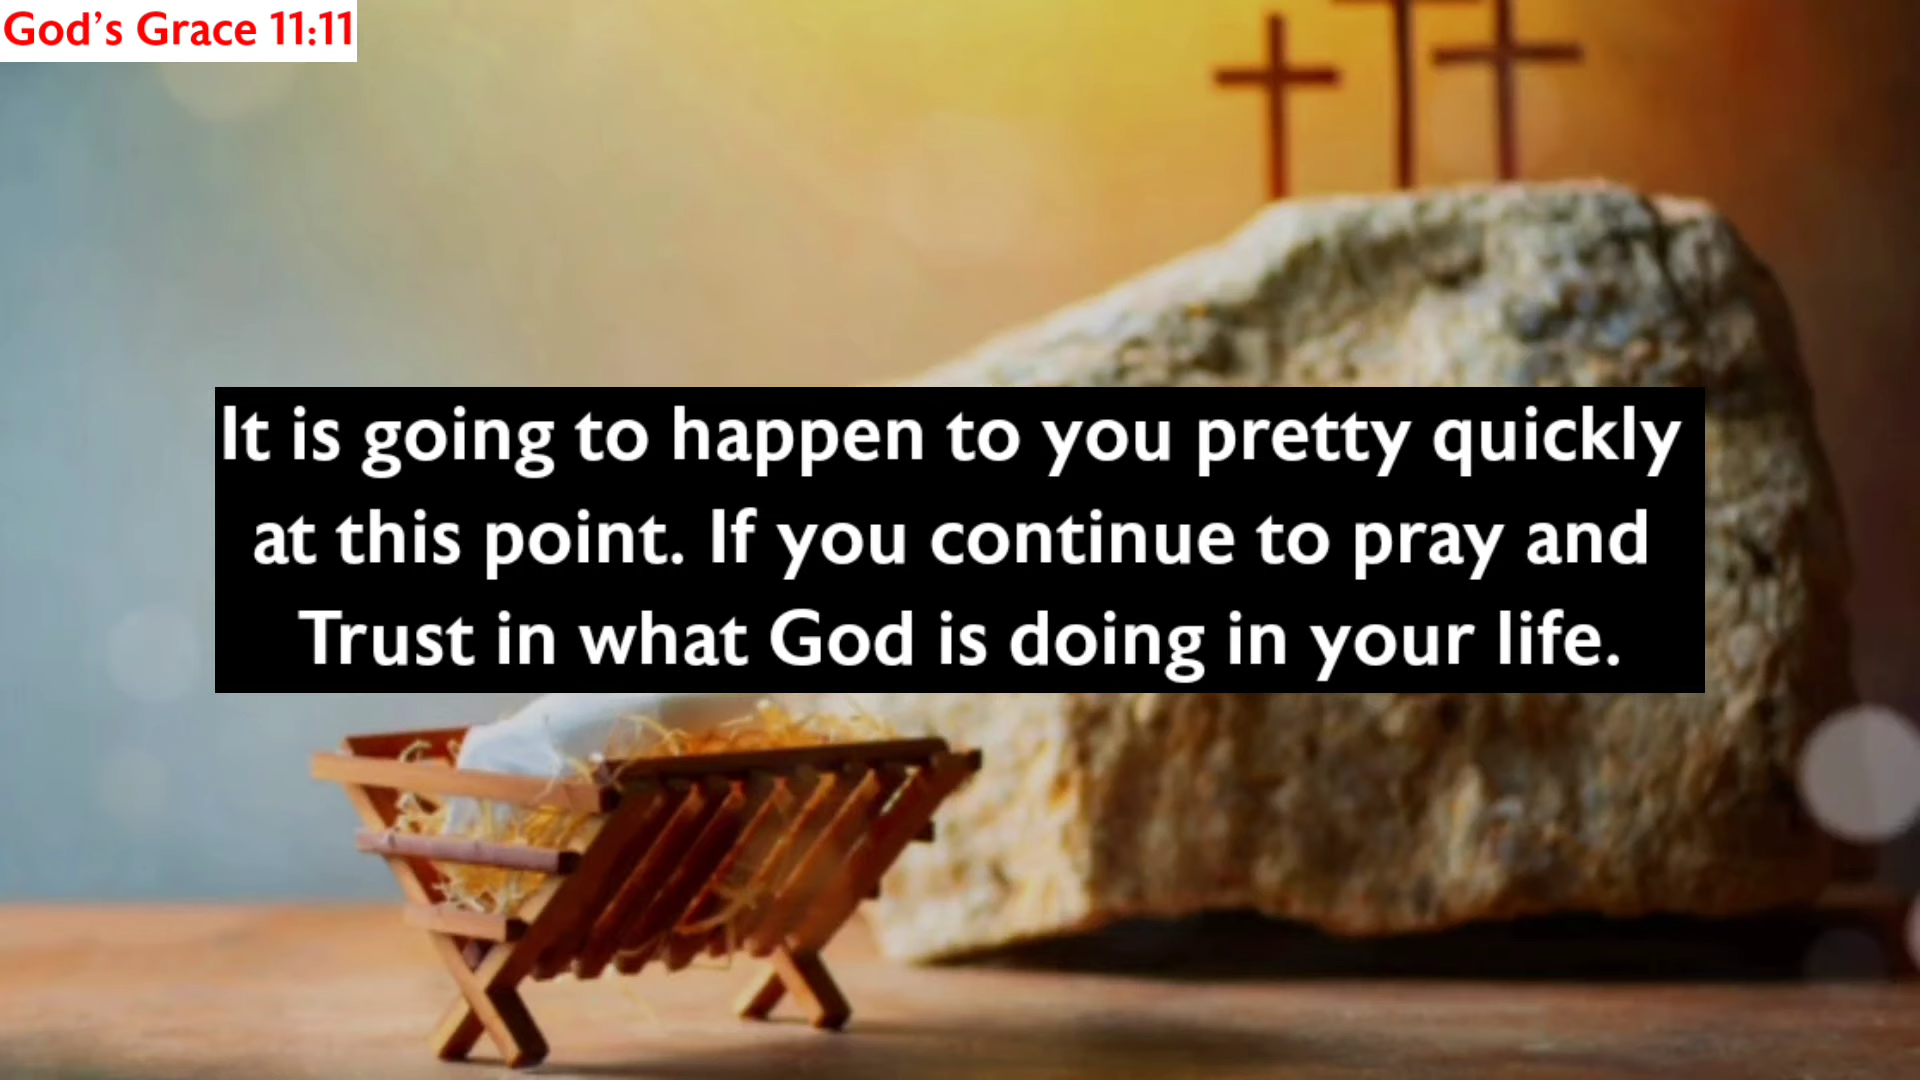 God's Grace 11:11
It is going to happen to you pretty quickly
at this point. If you continue to pray and
Trust in what God is doing in your life.